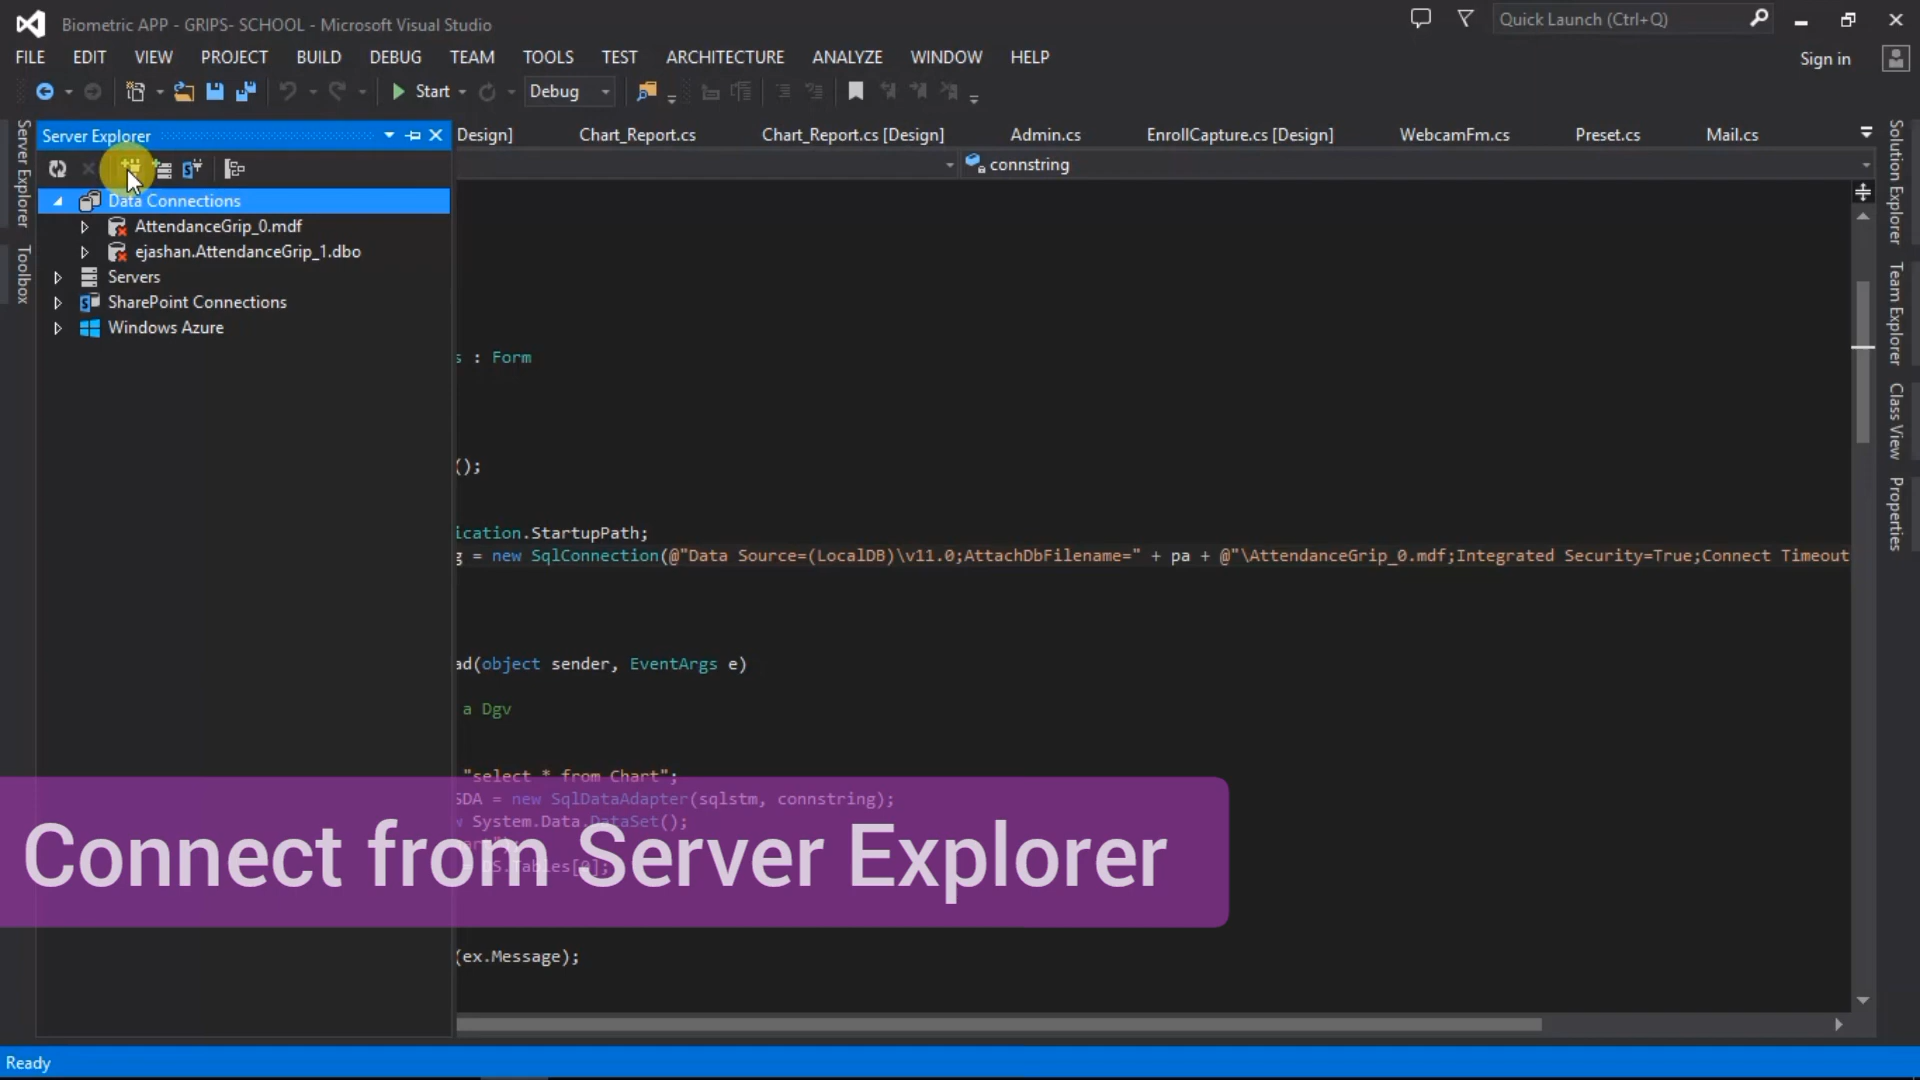 Biometric APP - GRIPS- SCHOOL - Microsoft Visual Studio
Quick Launch (Ctrl+Q)
FILE EDIT VIEW PROJECT BUILD DEBUG TEAM TOOLS TEST ARCHITECTURE ANALYZE WINDOW HELP
Sign in
Start Debug
Server Explorer
Toolbox
Server Explorer
Design] Chart_Report.cs Chart_Report.cs [Design] Admin.cs EnrollCapture.cs [Design] WebcamFm.cs Preset.cs Mail.cs
connstring
Data Connections
AttendanceGrip_0.mdf
ejashan.AttendanceGrip_1.dbo
Servers
SharePoint Connections
Windows Azure
s : Form
();
ication.StartupPath;
g = new SqlConnection(@"Data Source=(LocalDB)\v11.0;AttachDbFilename=" + pa + @"\AttendanceGrip_0.mdf;Integrated Security=True;Connect Timeout
ad(object sender, EventArgs e)
a Dgv
"select * from Chart";
SDA = new SqlDataAdapter(sqlstm, connstring);
w System.Data.DataSet();
= DS.Tables[0];
Connect from Server Explorer
(ex.Message);
Solution Explorer
Team Explorer
Class View
Properties
Ready